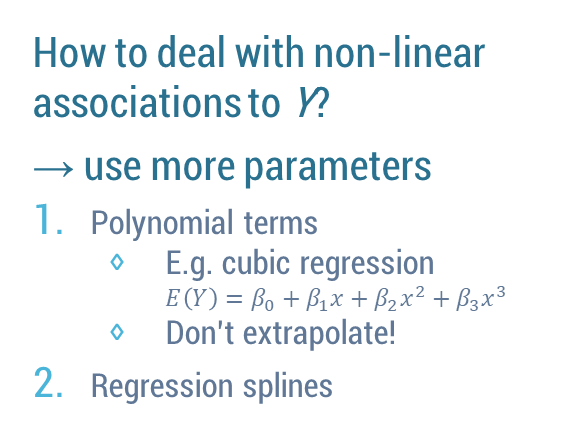 How to deal with non-linear
associations to Y?
→ use more parameters
1. Polynomial terms
◊ E.g. cubic regression
E(Y) = β₀ + β₁x + β₂x² + β₃x³
◊ Don't extrapolate!
2. Regression splines